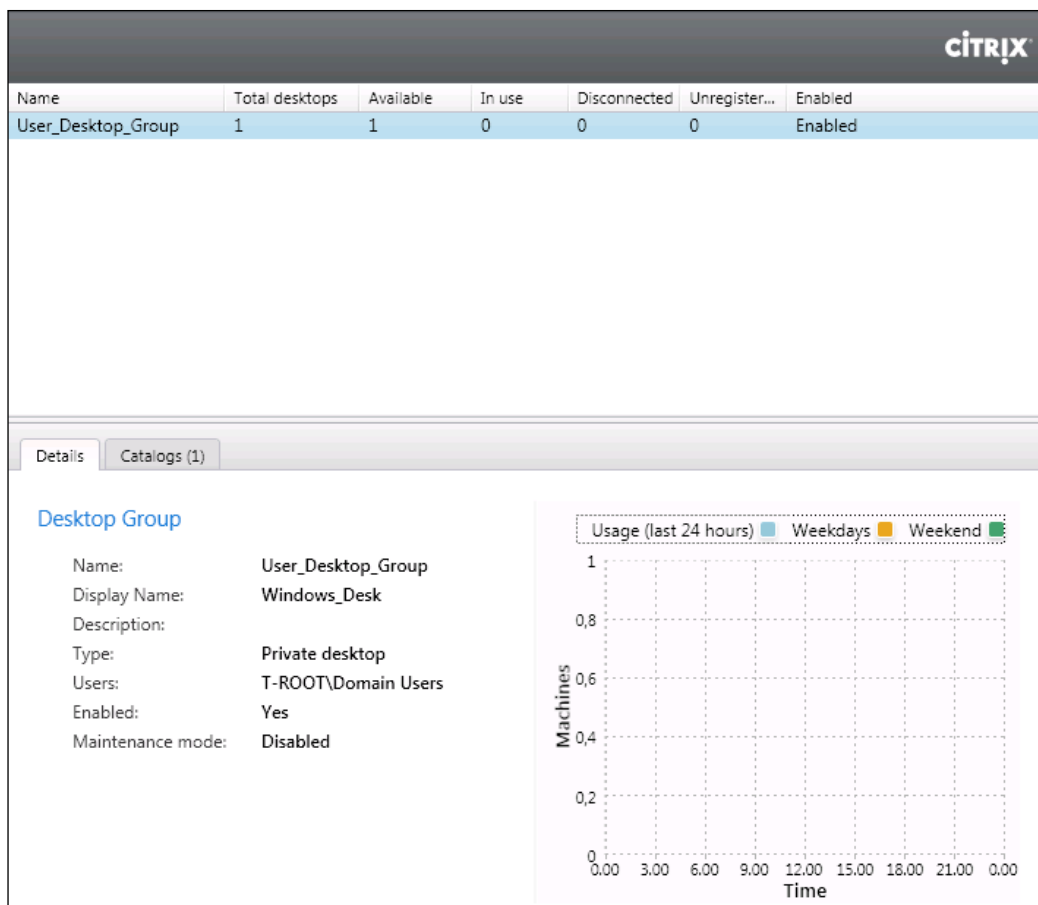 CİTRIX
Name Total desktops Available In use Disconnected Unregister... Enabled
User_Desktop_Group 1 1 0 0 0 Enabled
Details Catalogs (1)
Desktop Group
Name: User_Desktop_Group
Display Name: Windows_Desk
Description:
Type: Private desktop
Users: T-ROOT\Domain Users
Enabled: Yes
Maintenance mode: Disabled
Usage (last 24 hours) Weekdays Weekend
1
0,8
0,6
0,4
0,2
0
Machines
0.00 3.00 6.00 9.00 12.00 15.00 18.00 21.00 0.00
Time